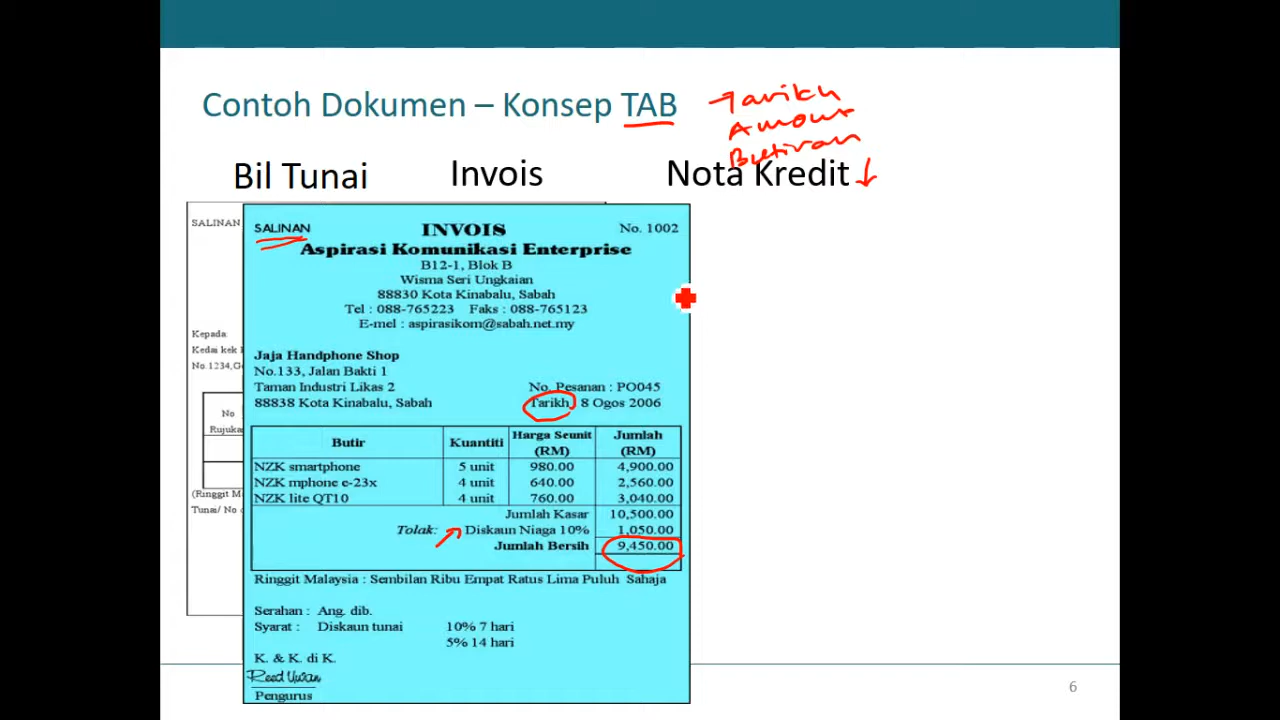 Contoh Dokumen – Konsep TAB
Tarikh
Amount
Butiran
Bil Tunai Invois Nota Kredit
SALINAN
Kepada:
No.1234,
No
(Ringgit
SALINAN INVOIS No. 1002
Aspirasi Komunikasi Enterprise
B12-1, Blok B
Wisma Seri Ungkaian
88830 Kota Kinabalu, Sabah
Tel : 088-765223 Faks : 088-765123
E-mel : aspirasikom@sabah.net.my
Jaja Handphone Shop
No.133, Jalan Bakti 1
Taman Industri Likas 2 No. Pesanan : PO045
88838 Kota Kinabalu, Sabah Tarikh 8 Ogos 2006
Butir Kuantiti Harga Seunit (RM) Jumlah (RM)
NZK smartphone 5 unit 980.00 4,900.00
NZK mphone e-23x 4 unit 640.00 2,560.00
NZK lite QT10 4 unit 760.00 3,040.00
Jumlah Kasar 10,500.00
Tolak: Diskaun Niaga 10% 1,050.00
Jumlah Bersih 9,450.00
Ringgit Malaysia : Sembilan Ribu Empat Ratus Lima Puluh Sahaja
Serahan : Ang. dib.
Syarat : Diskaun tunai 10% 7 hari
5% 14 hari
K. & K. di K.
Pengurus
6